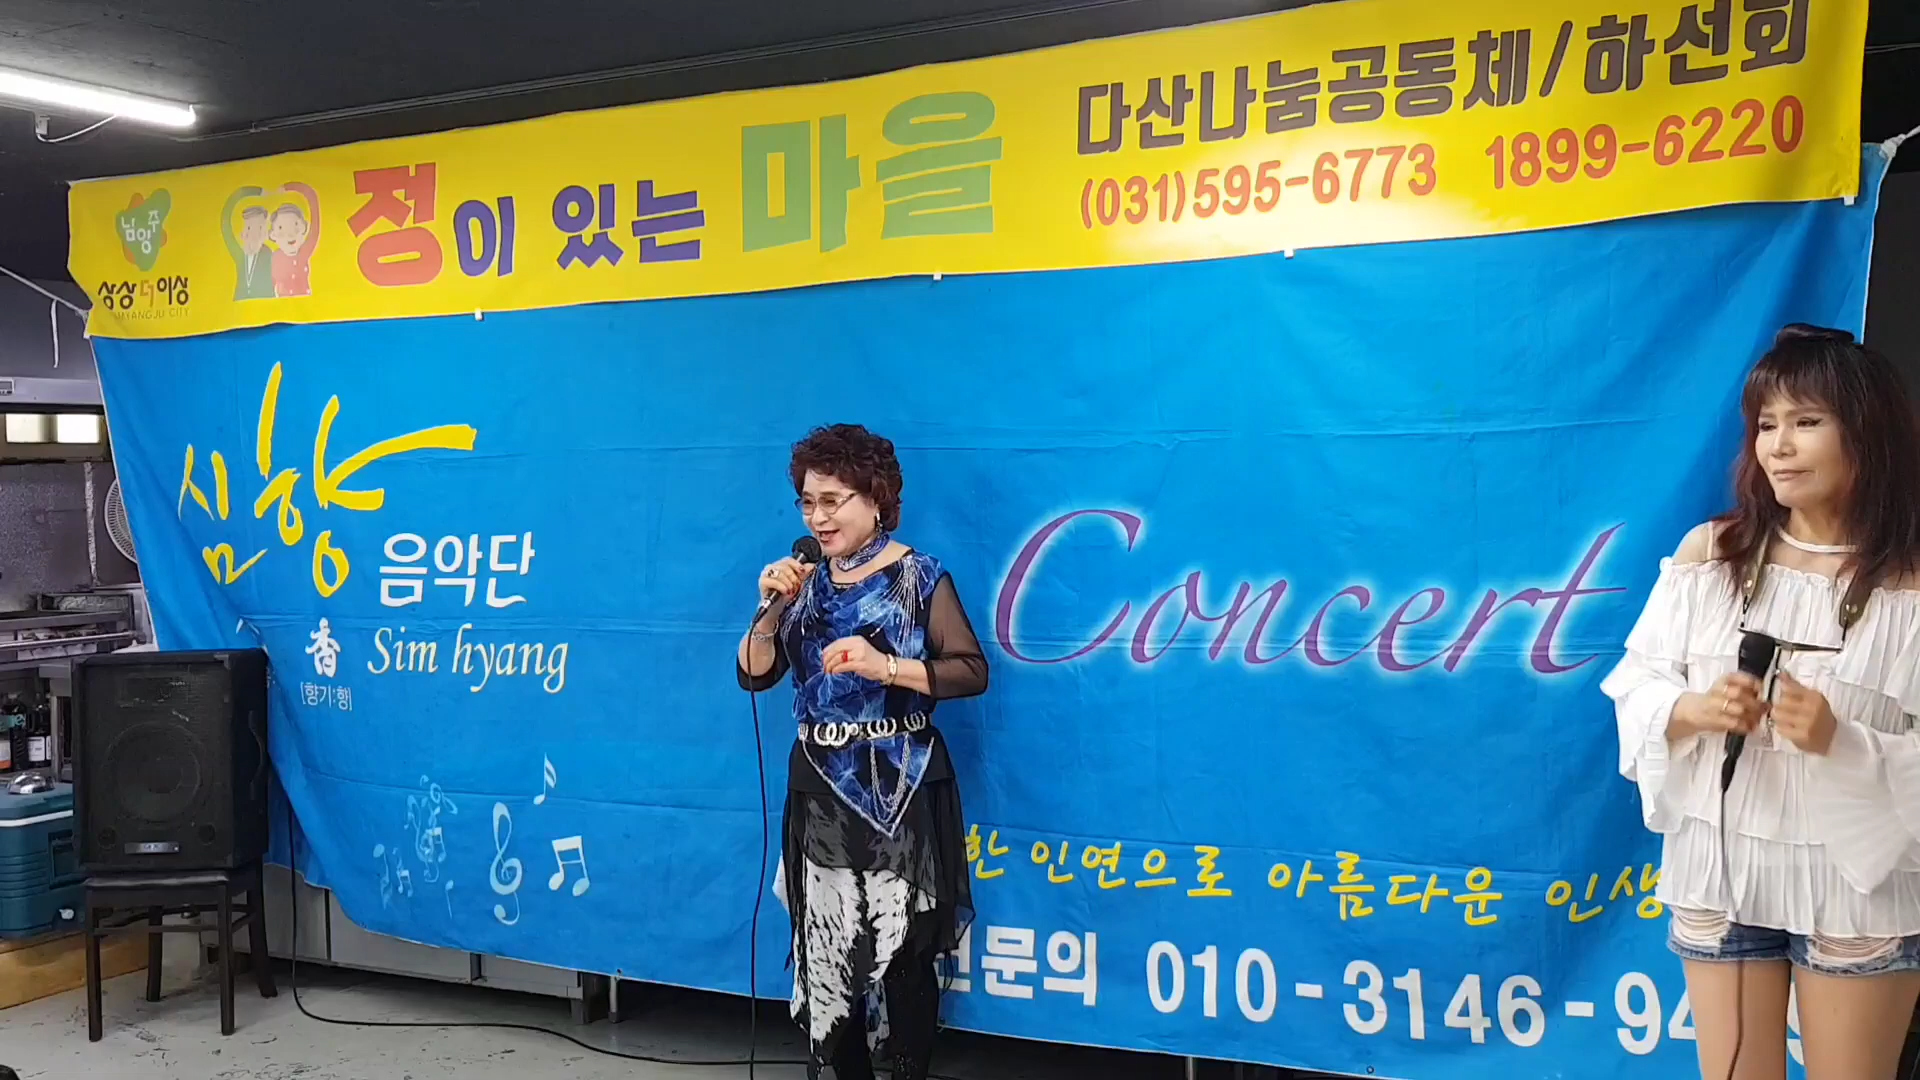 다산나눔공동체/하선회
(031)595-6773 1899-6220
정이 있는 마을
남양주
상상더이상
NAMYANGJU CITY
심향
음악단
香 Sim hyang
[향기:향]
Concert
한 인연으로 아름다운 인생
문의 010-3146-94